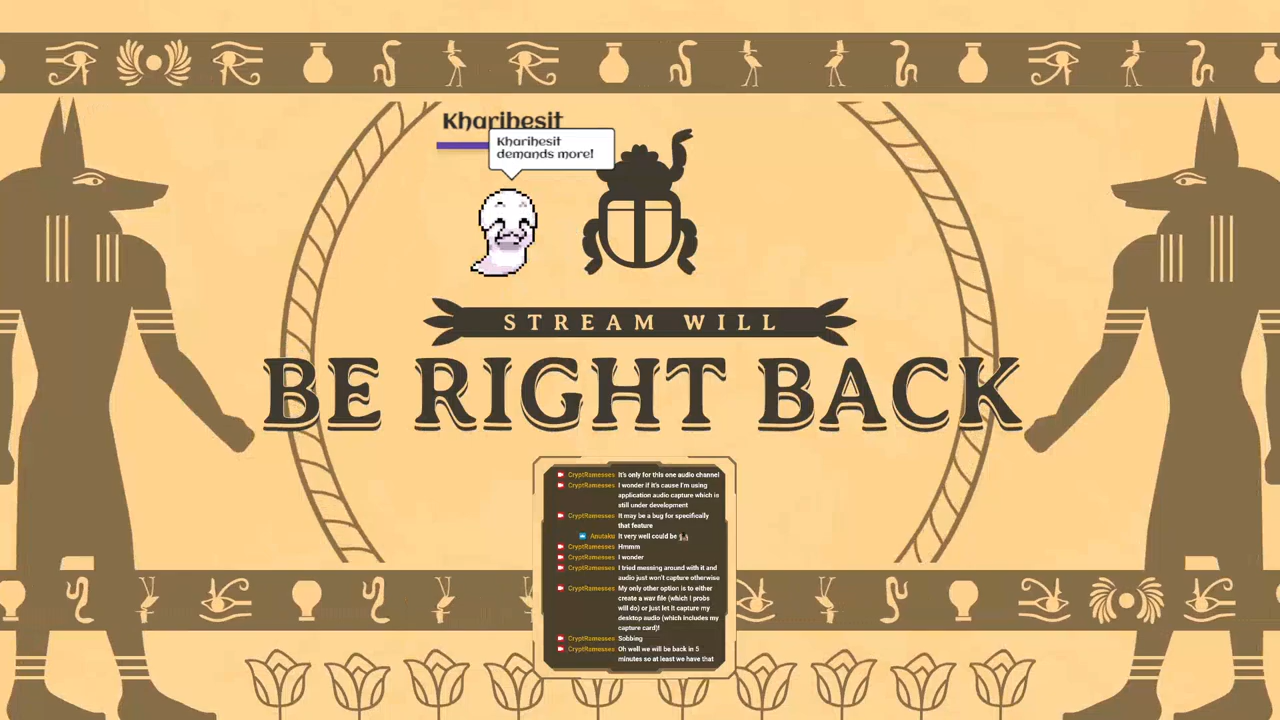 Kharihesit
Kharihesit
demands more!
STREAM WILL
BE RIGHT BACK
CryptRamesses It's only for this one audio channel
CryptRamesses I wonder if it's cause I'm using
application audio capture which is
still under development
CryptRamesses It may be a bug for specifically
that feature
Anutaku It very well could be
CryptRamesses Hmmm
CryptRamesses I wonder
CryptRamesses I tried messing around with it and
audio just won't capture otherwise
CryptRamesses My only other option is to either
create a wav file (which I probs
will do) or just let it capture my
desktop audio (which includes my
capture card)!
CryptRamesses Sobbing
CryptRamesses Oh well we will be back in 5
minutes so at least we have that